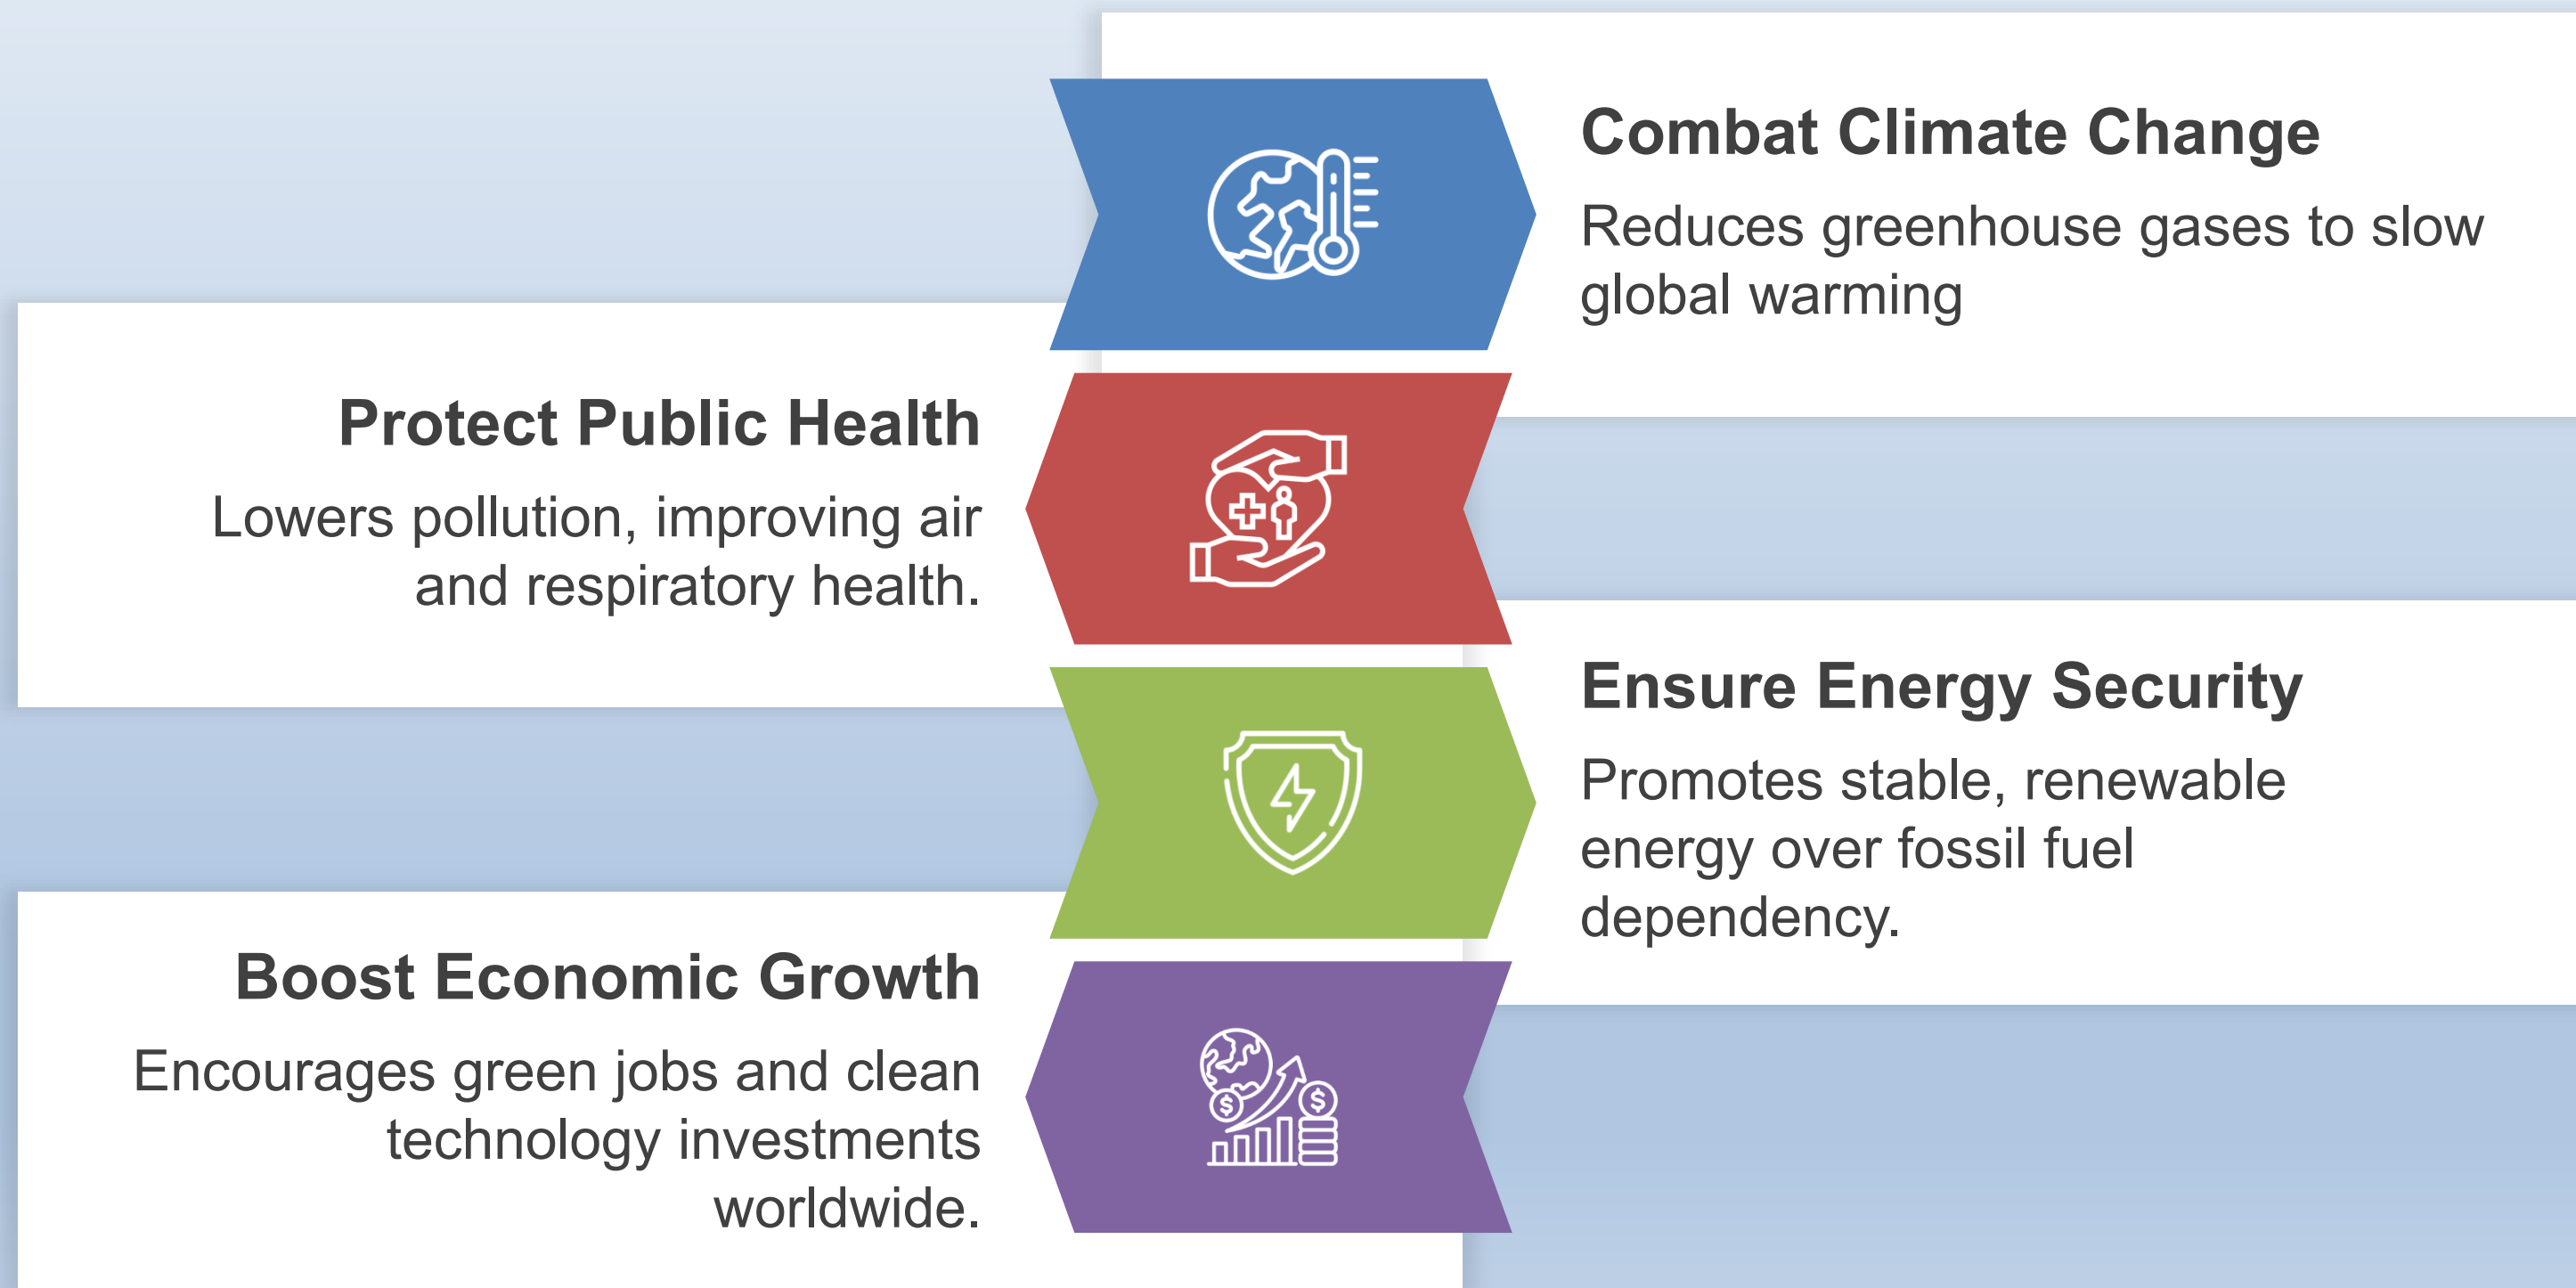 Combat Climate Change
Reduces greenhouse gases to slow
global warming
Protect Public Health
Lowers pollution, improving air
and respiratory health.
Ensure Energy Security
Promotes stable, renewable
energy over fossil fuel
dependency.
Boost Economic Growth
Encourages green jobs and clean
technology investments
worldwide.
$
$